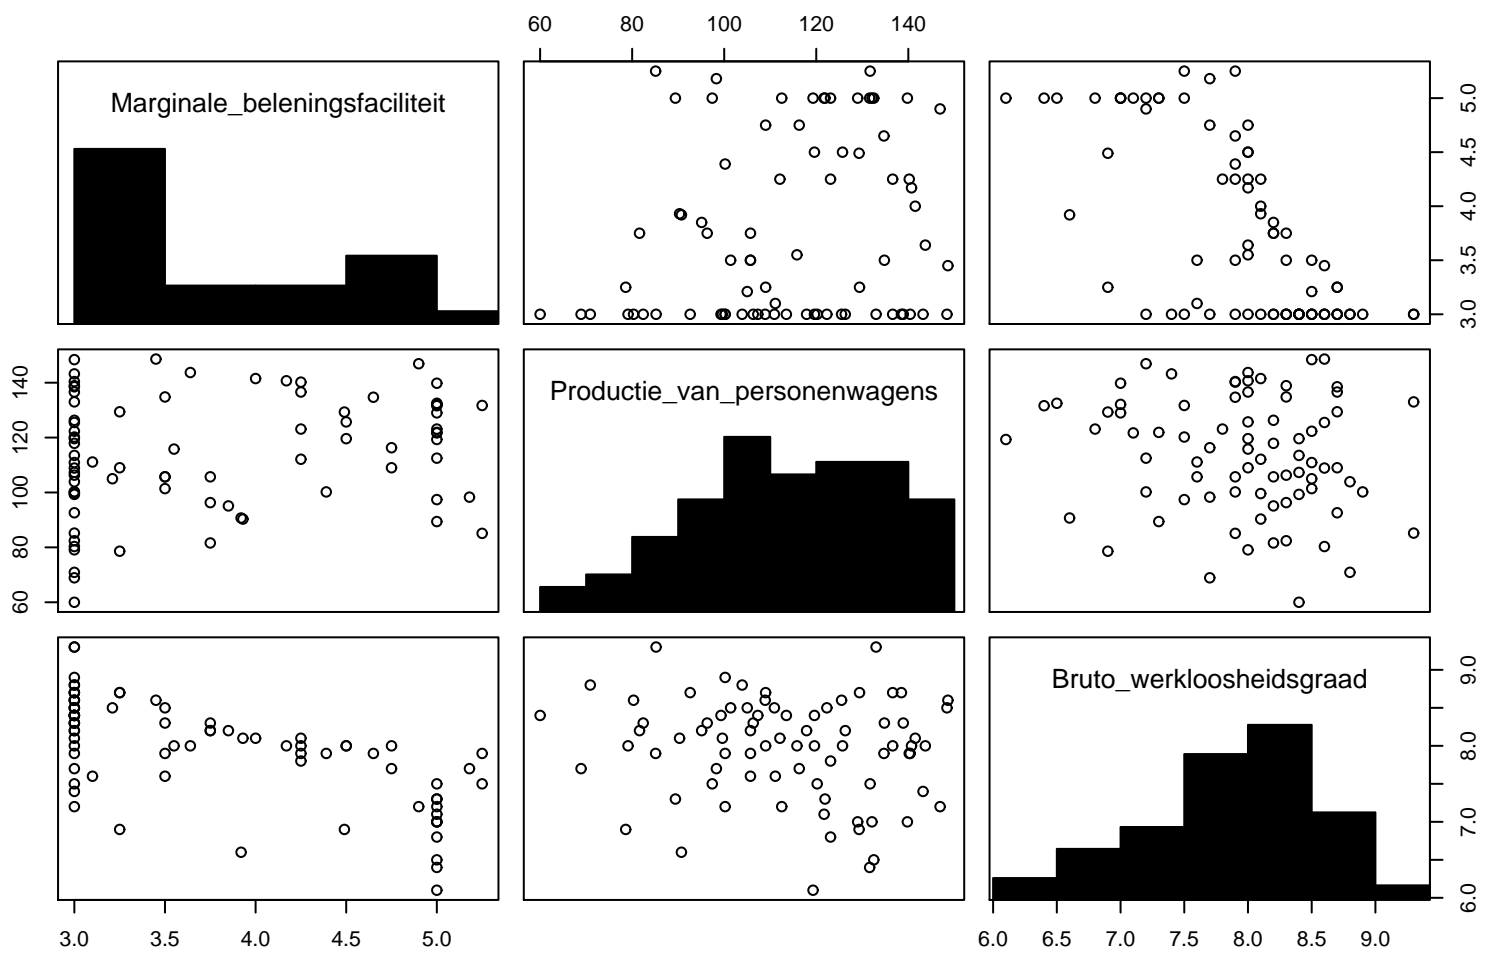 60 80 100 120 140
Marginale_beleningsfaciliteit
3.0 3.5 4.0 4.5 5.0
60 80 100 120 140
Productie_van_personenwagens
Bruto_werkloosheidsgraad
6.0 7.0 8.0 9.0
3.0 3.5 4.0 4.5 5.0
6.0 6.5 7.0 7.5 8.0 8.5 9.0